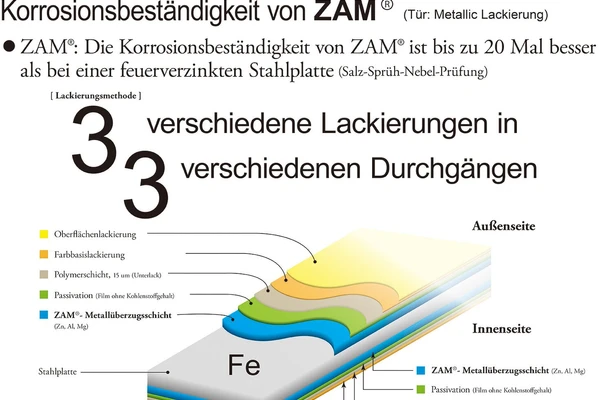 Korrosionsbeständigkeit von ZAM® (Tür: Metallic Lackierung)
● ZAM®: Die Korrosionsbeständigkeit von ZAM® ist bis zu 20 Mal besser
als bei einer feuerverzinkten Stahlplatte (Salz-Sprüh-Nebel-Prüfung)
[ Lackierungsmethode ]
3 verschiedene Lackierungen in
3 verschiedenen Durchgängen
Außenseite
Oberflächenlackierung
Farbbasislackierung
Polymerschicht, 15 um (Unterlack)
Passivation (Film ohne Kohlenstoffgehalt)
ZAM®- Metallüberzugsschicht
(Zn, Al, Mg)
Innenseite
Fe
Stahlplatte
ZAM®- Metallüberzugsschicht (Zn, Al, Mg)
Passivation (Film ohne Kohlenstoffgehalt)